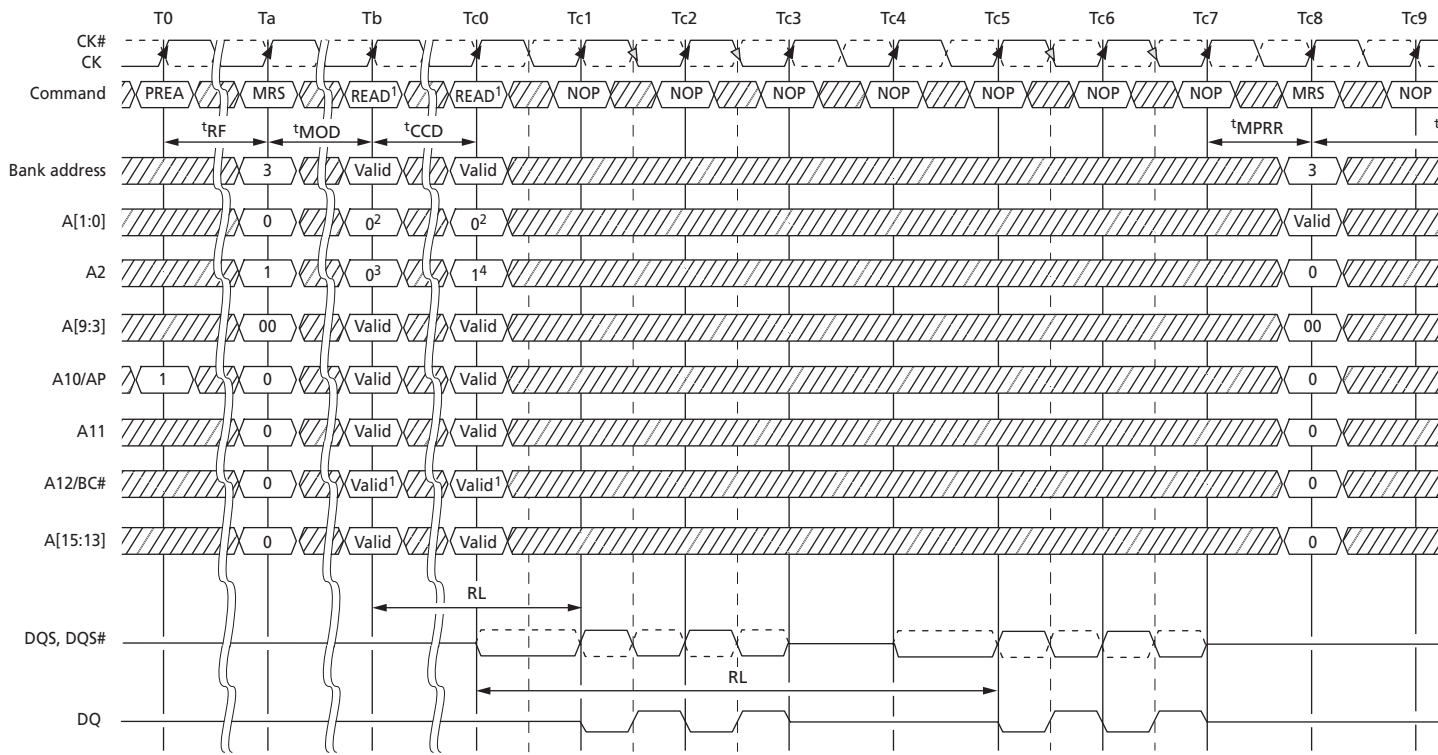 T0 Ta Tb Tc0 Tc1 Tc2 Tc3 Tc4 Tc5 Tc6 Tc7 Tc8 Tc9
CK#
CK
Command PREA MRS READ¹ READ¹ NOP NOP NOP NOP NOP NOP NOP MRS NOP
ᵗRF ᵗMOD ᵗCCD ᵗMPRR t
Bank address 3 Valid Valid 3
A[1:0] 0 0² 0² Valid
A2 1 0³ 1⁴ 0
A[9:3] 00 Valid Valid 00
A10/AP 1 0 Valid Valid 0
A11 0 Valid Valid 0
A12/BC# 0 Valid¹ Valid¹ 0
A[15:13] 0 Valid Valid 0
RL
DQS, DQS#
RL
DQ